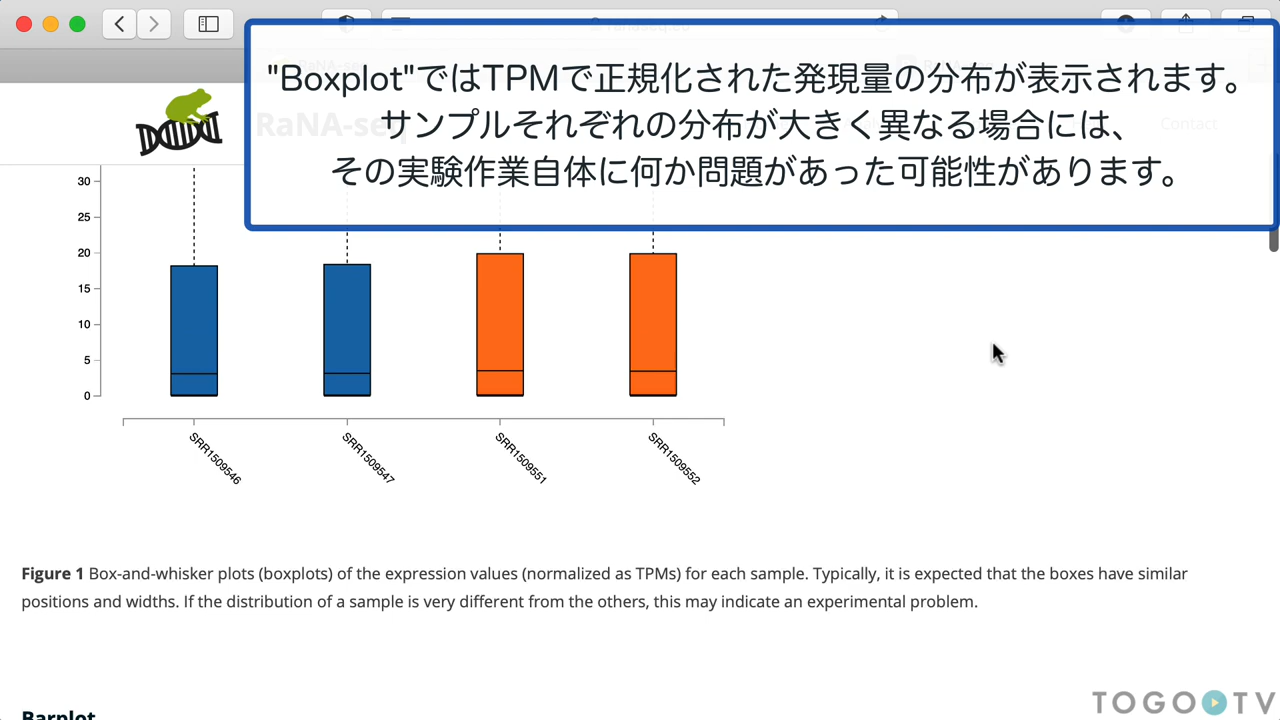 "Boxplot"ではTPMで正規化された発現量の分布が表示されます。
サンプルそれぞれの分布が大きく異なる場合には、
その実験作業自体に何か問題があった可能性があります。
RaNA-se
Contact
30
25
20
15
10
5
0
SRR1509546
SRR1509547
SRR1509551
SRR1509552
Figure 1 Box-and-whisker plots (boxplots) of the expression values (normalized as TPMs) for each sample. Typically, it is expected that the boxes have similar
positions and widths. If the distribution of a sample is very different from the others, this may indicate an experimental problem.
Barplot
TOGO TV